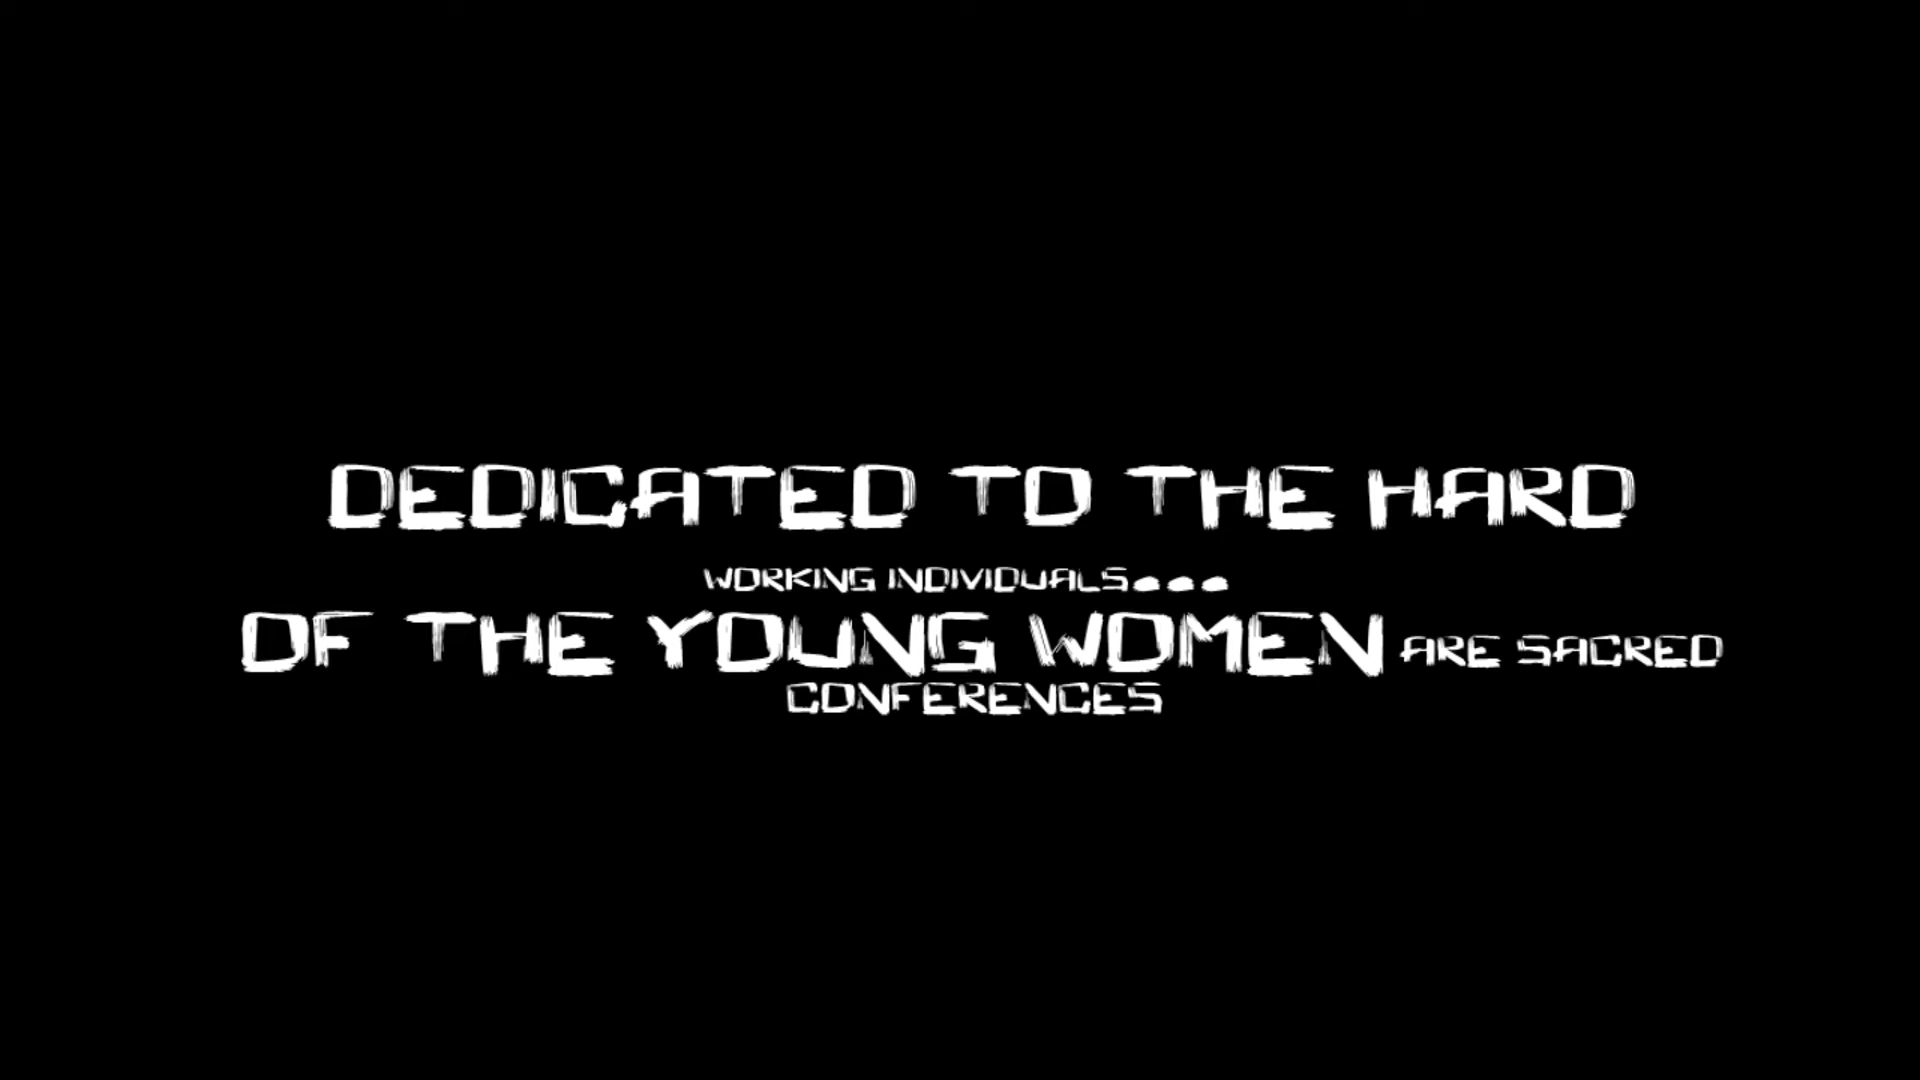 DEDICATED TO THE HARD
WORKING INDIVIDUALS...
OF THE YOUNG WOMEN ARE SACRED
CONFERENCES